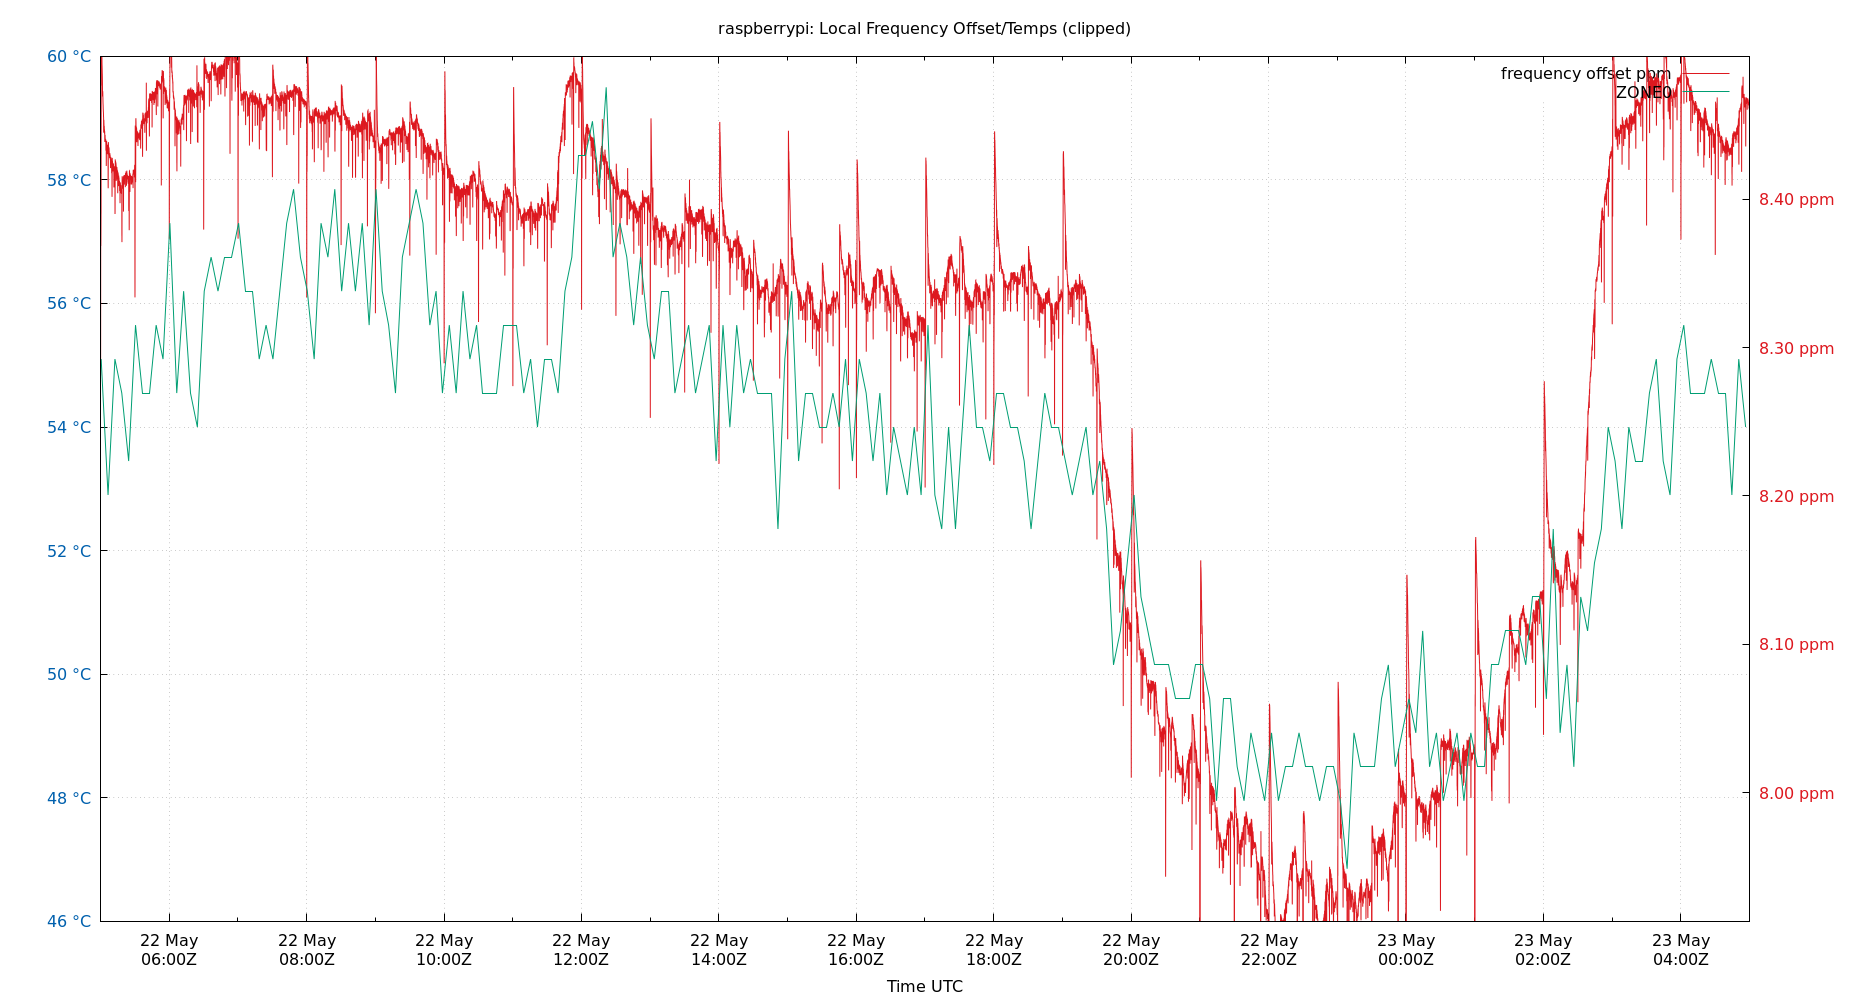 raspberrypi: Local Frequency Offset/Temps (clipped)
60 °C
58 °C
56 °C
54 °C
52 °C
50 °C
48 °C
46 °C
frequency offset ppm
ZONE0
8.40 ppm
8.30 ppm
8.20 ppm
8.10 ppm
8.00 ppm
22 May 22 May 22 May 22 May 22 May 22 May 22 May 22 May 22 May 23 May 23 May 23 May
06:00Z 08:00Z 10:00Z 12:00Z 14:00Z 16:00Z 18:00Z 20:00Z 22:00Z 00:00Z 02:00Z 04:00Z
Time UTC